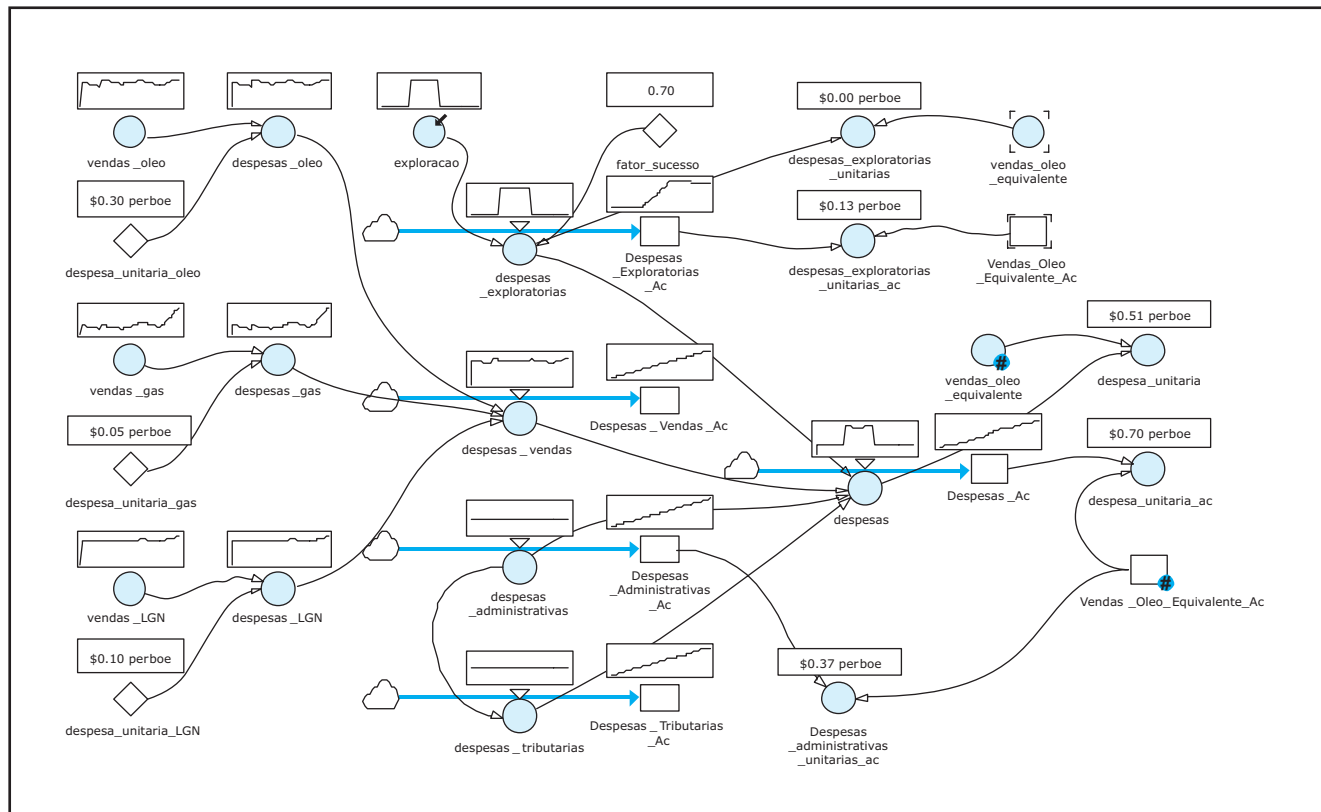 0.70
$0.00 perboe
vendas _oleo
despesas _oleo
exploracao
fator_sucesso
despesas_exploratorias
_unitarias
vendas_oleo
_equivalente
$0.30 perboe
$0.13 perboe
despesa_unitaria_oleo
despesas
_exploratorias
Despesas
_Exploratorias
_Ac
despesas_exploratorias
_unitarias_ac
Vendas_Oleo
_Equivalente_Ac
$0.51 perboe
vendas _gas
despesas _gas
vendas_oleo
_equivalente
despesa_unitaria
$0.05 perboe
despesas _ vendas
Despesas _ Vendas _Ac
$0.70 perboe
despesa_unitaria_gas
despesas
Despesas _Ac
despesa_unitaria_ac
vendas _LGN
despesas _LGN
despesas
_administrativas
Despesas
_Administrativas
_Ac
#
#
Vendas _Oleo_Equivalente_Ac
$0.10 perboe
$0.37 perboe
despesa_unitaria_LGN
despesas _ tributarias
Despesas _ Tributarias
_Ac
Despesas
_administrativas
_unitarias_ac